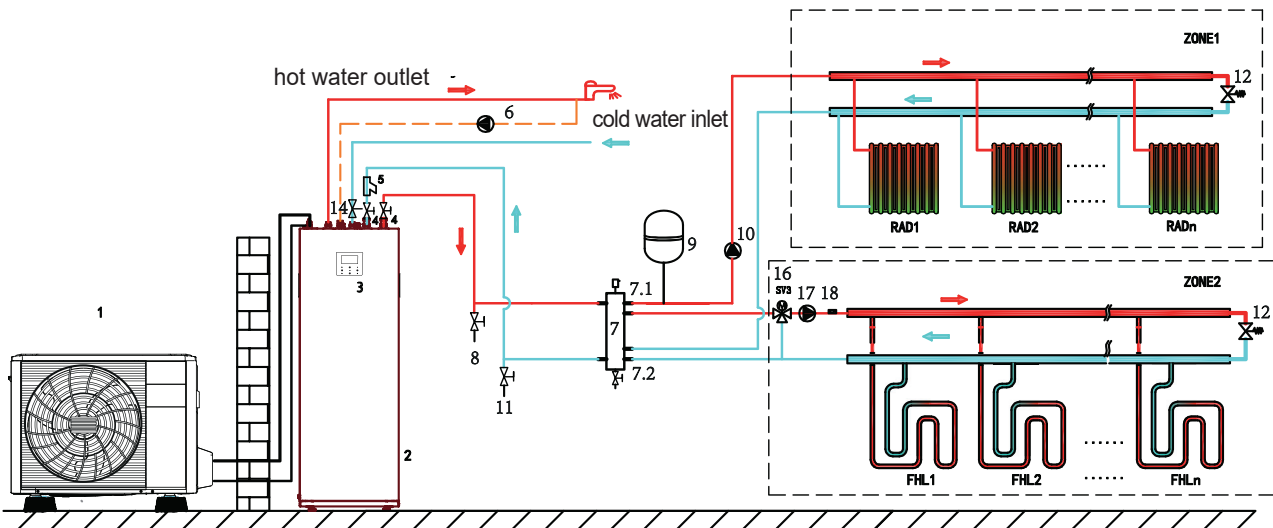 ZONE1
hot water outlet
12
6
cold water inlet
5
14
4
4
RAD1
RAD2
RADn
3
9
10
16
SV3
17
18
ZONE2
7.1
7
7.2
12
1
8
11
2
FHL1
FHL2
FHLn